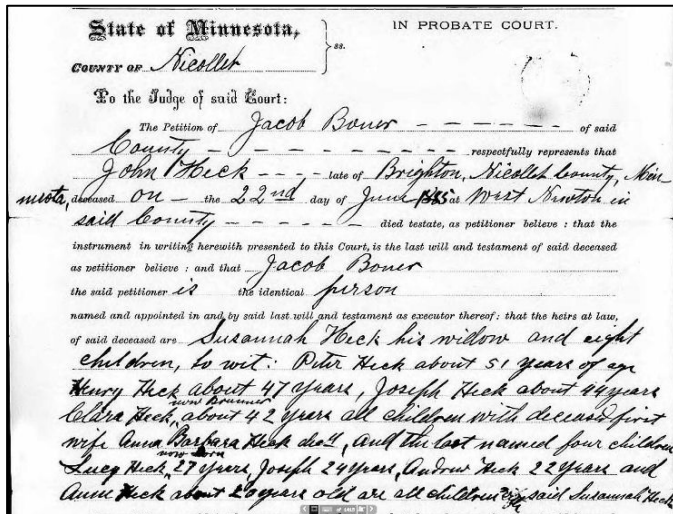 State of Minnesota, IN PROBATE COURT.
ss.
COUNTY OF Nicollet
To the Judge of said Court:
The Petition of Jacob Boner of said
County respectfully represents that
John Heck late of Brighton, Nicollet County, Min-
nesota, deceased on the 22nd day of June 1885 at West Newton in
said County died testate, as petitioner believe : that the
instrument in writing herewith presented to this Court, is the last will and testament of said deceased
as petitioner believe : and that Jacob Boner
the said petitioner is the identical person
named and appointed in and by said last will and testament as executor thereof : that the heirs at law,
of said deceased are Susannah Heck his widow and eight
children, to wit: Peter Heck about 51 years of age
Henry Heck about 47 years, Joseph Heck about 44 years
now
Clara Heck, about 42 years all children with deceased first
wife Anna Barbara Heck decd, and the last named four children
now
Lucy Heck, 27 years, Joseph 24 years, Andrew Heck 22 years and
Anna Heck about 20 years old are all children said Susannah Heck